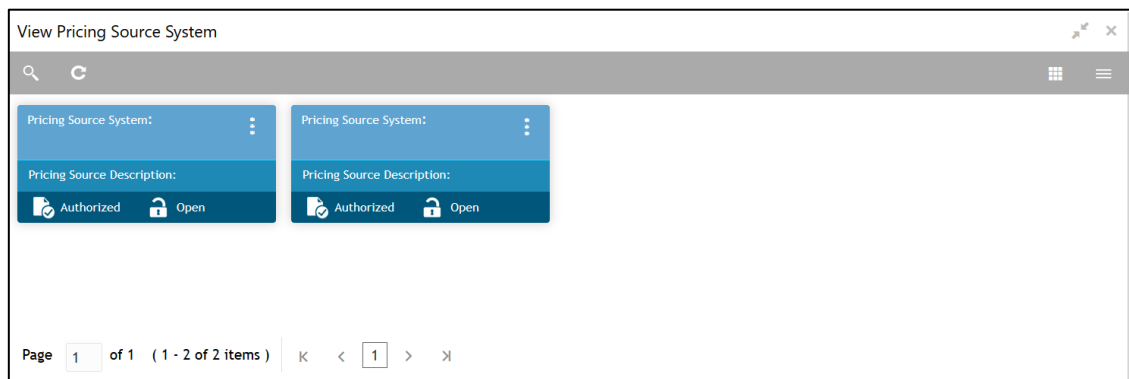 View Pricing Source System
Pricing Source System: Pricing Source System:
Pricing Source Description: Pricing Source Description:
Authorized Open Authorized Open
Page 1 of 1 ( 1 - 2 of 2 items ) 1